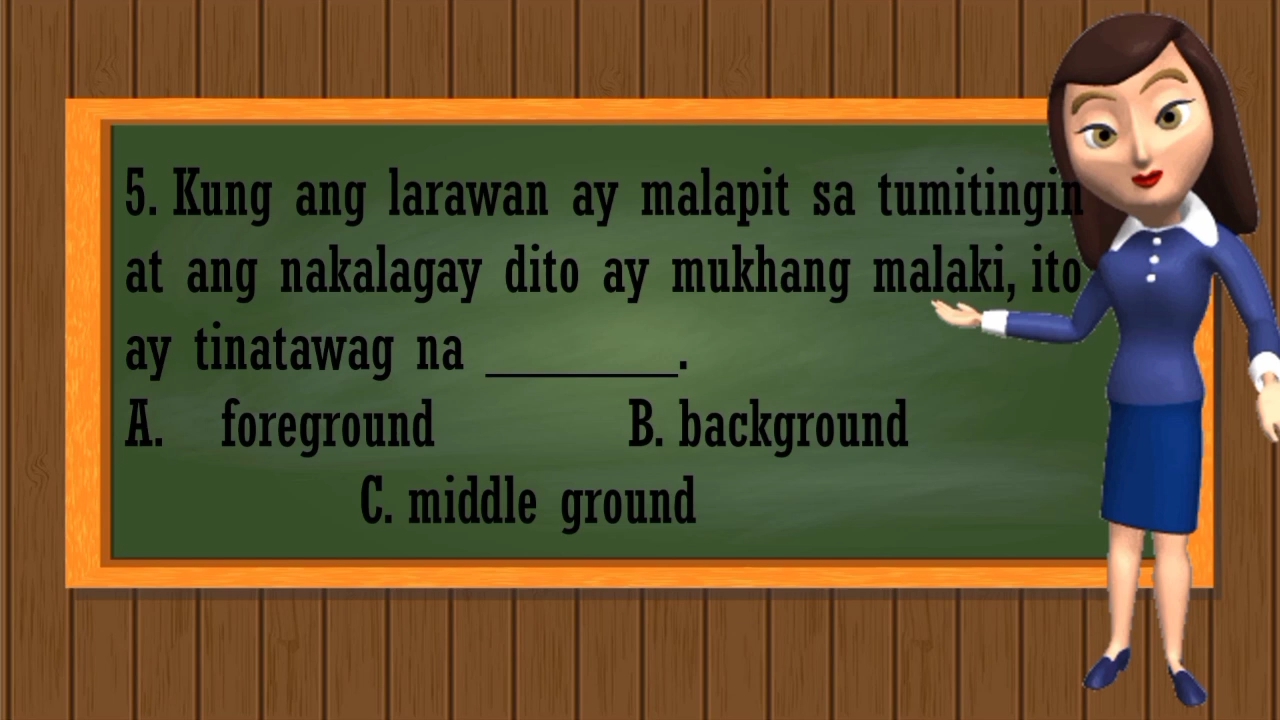 5. Kung ang larawan ay malapit sa tumitingin
at ang nakalagay dito ay mukhang malaki, ito
ay tinatawag na ________.
A. foreground B. background
C. middle ground